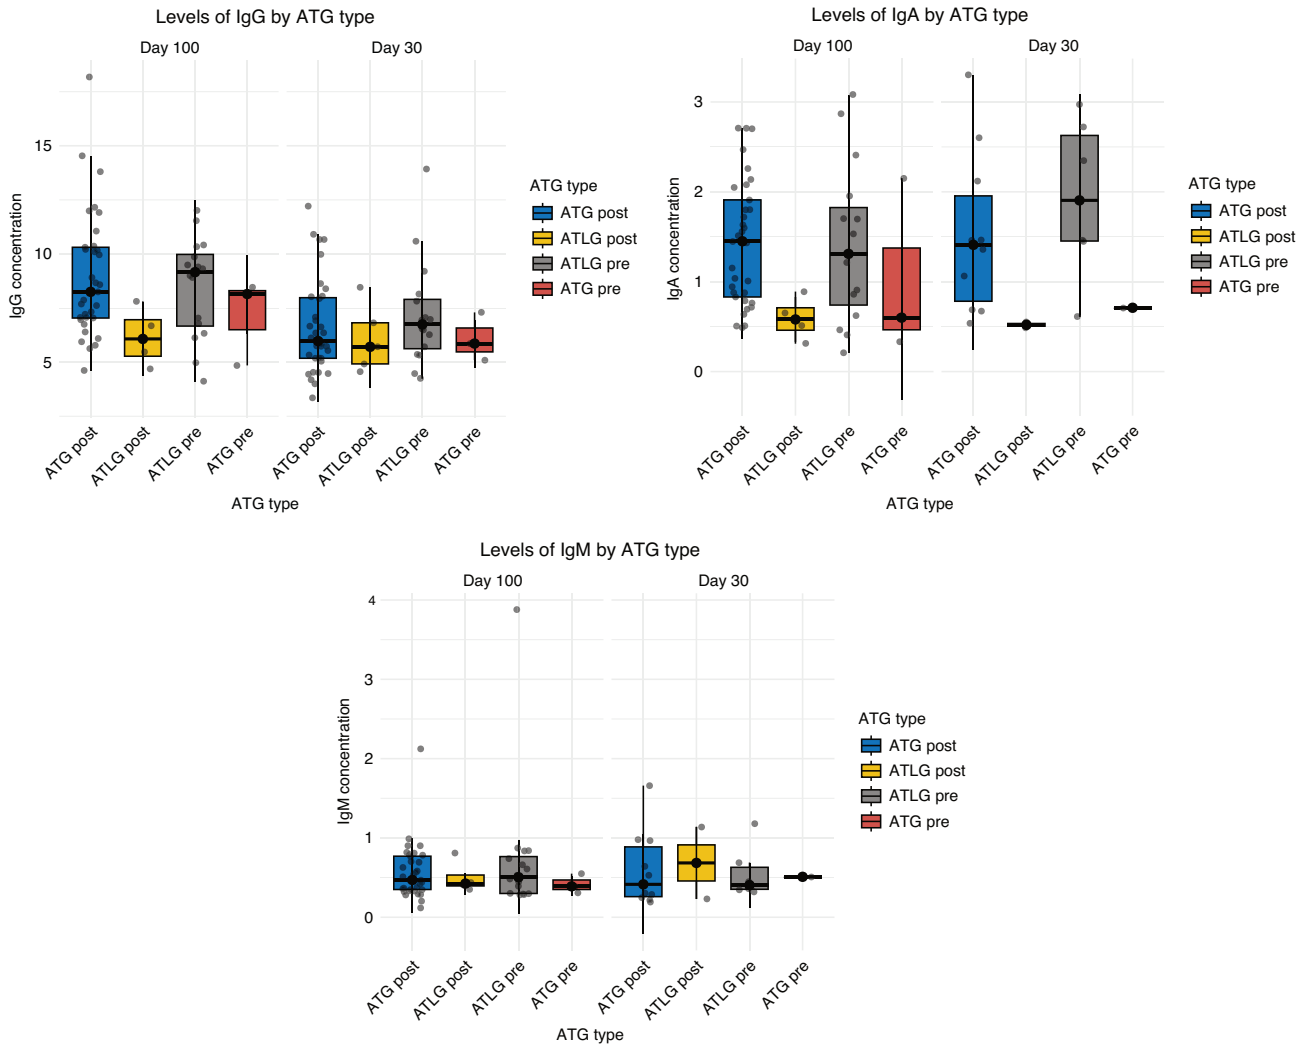 Levels of IgG by ATG type
Day 100
Day 30
IgG concentration
15
10
5
ATG post
ATLG post
ATLG pre
ATG pre
ATG post
ATLG post
ATLG pre
ATG pre
ATG type
ATG type
ATG post
ATLG post
ATLG pre
ATG pre
Levels of IgA by ATG type
Day 100
Day 30
IgA concentration
3
2
1
0
ATG post
ATLG post
ATLG pre
ATG pre
ATG post
ATLG post
ATLG pre
ATG pre
ATG type
ATG type
ATG post
ATLG post
ATLG pre
ATG pre
Levels of IgM by ATG type
Day 100
Day 30
IgM concentration
4
3
2
1
0
ATG post
ATLG post
ATLG pre
ATG pre
ATG post
ATLG post
ATLG pre
ATG pre
ATG type
ATG type
ATG post
ATLG post
ATLG pre
ATG pre